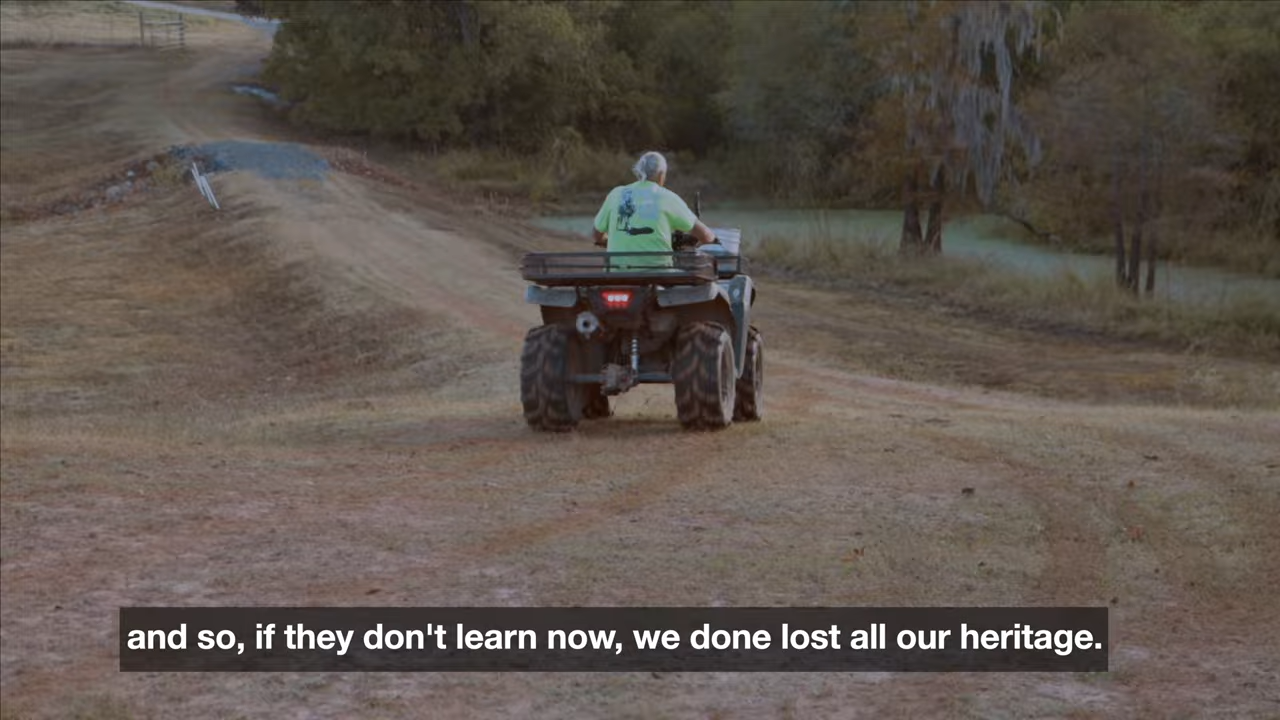 and so, if they don't learn now, we done lost all our heritage.